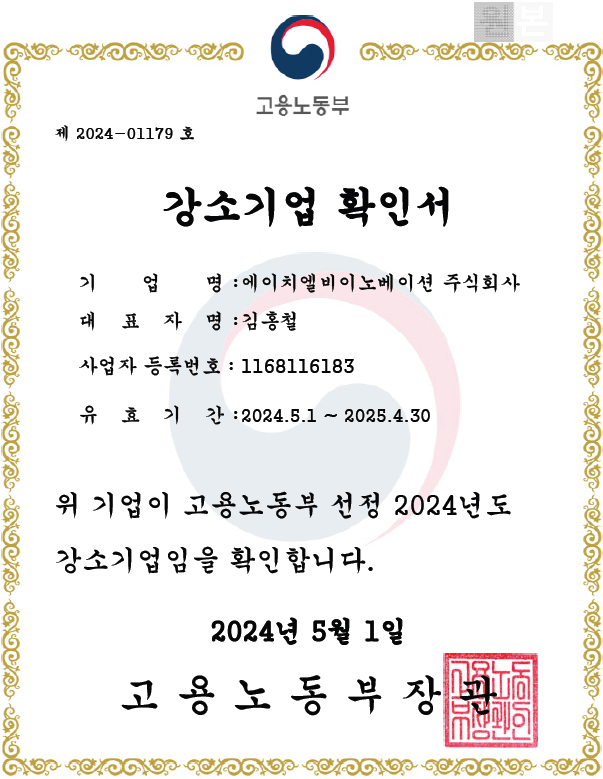 원본
고용노동부
제 2024-01179 호
강소기업 확인서
기 업 명 :에이치엘비이노베이션 주식회사
대 표 자 명 :김홍철
사업자 등록번호 : 1168116183
유 효 기 간 :2024.5.1 ~ 2025.4.30
위 기업이 고용노동부 선정 2024년도
강소기업임을 확인합니다.
2024년 5월 1일
고 용 노 동 부 장 관